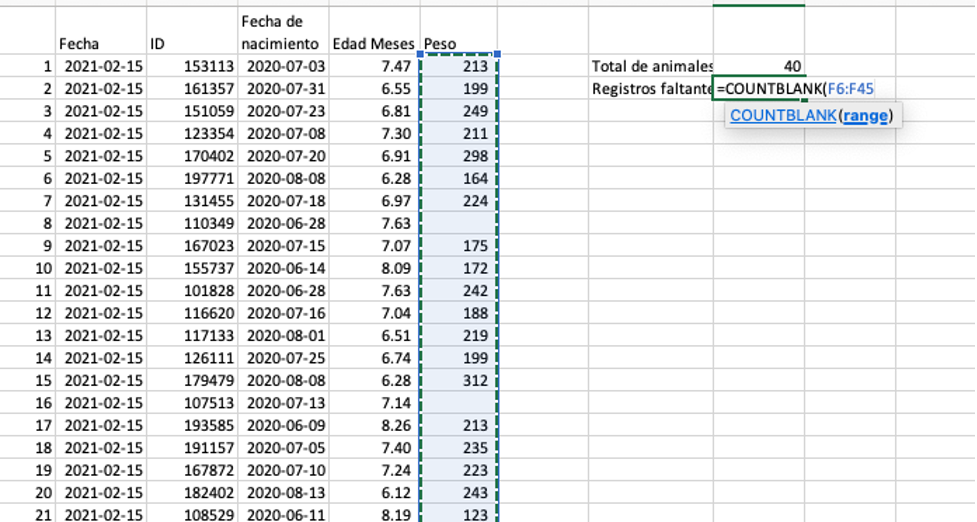 Fecha ID Fecha de nacimiento Edad Meses Peso
1 2021-02-15 153113 2020-07-03 7.47 213 Total de animales 40
2 2021-02-15 161357 2020-07-31 6.55 199 Registros faltante =COUNTBLANK(F6:F45
3 2021-02-15 151059 2020-07-23 6.81 249 COUNTBLANK(range)
4 2021-02-15 123354 2020-07-08 7.30 211
5 2021-02-15 170402 2020-07-20 6.91 298
6 2021-02-15 197771 2020-08-08 6.28 164
7 2021-02-15 131455 2020-07-18 6.97 224
8 2021-02-15 110349 2020-06-28 7.63
9 2021-02-15 167023 2020-07-15 7.07 175
10 2021-02-15 155737 2020-06-14 8.09 172
11 2021-02-15 101828 2020-06-28 7.63 242
12 2021-02-15 116620 2020-07-16 7.04 188
13 2021-02-15 117133 2020-08-01 6.51 219
14 2021-02-15 126111 2020-07-25 6.74 199
15 2021-02-15 179479 2020-08-08 6.28 312
16 2021-02-15 107513 2020-07-13 7.14
17 2021-02-15 193585 2020-06-09 8.26 213
18 2021-02-15 191157 2020-07-05 7.40 235
19 2021-02-15 167872 2020-07-10 7.24 223
20 2021-02-15 182402 2020-08-13 6.12 243
21 2021-02-15 108529 2020-06-11 8.19 123